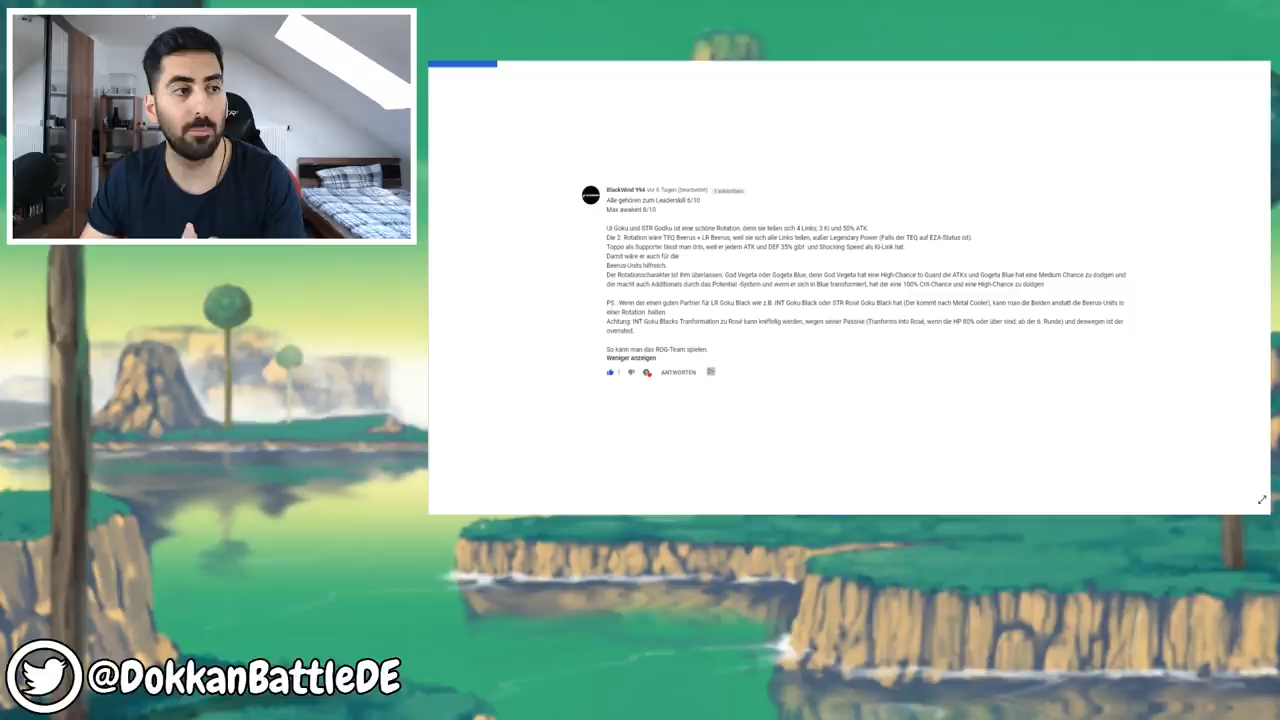 BlackWind 994 vor 6 Tagen (bearbeitet)
Alle gehören zum Leaderskill 6/10
Max awaked 8/10
UI Goku und STR Godku ist eine schöne Rotation, denn sie teilen sich 4 Links; 3 Ki und 50% ATK.
Die 2. Rotation wäre TEQ Beerus + LR Beerus, weil sie sich alle Links teilen, außer Legendary Power (Falls der TEQ auf EZA-Status ist).
Toppo als Supporter lässt man drin, weil er jedem ATK und DEF 35% gibt und Shocking Speed als Ki-Link hat.
Damit wäre er auch für die
Beerus-Units hilfreich.
Der Rotationscharakter ist ihm überlassen: God Vegeta oder Gogeta Blue, denn God Vegeta hat eine High-Chance to Guard die ATKs und Gogeta Blue hat eine Medium Chance zu dodgen und
der macht auch Additionals durch das Potential -System und wenn er sich in Blue transformiert, hat der eine 100% Crit-Chance und eine High-Chance zu dodgen
PS.: Wenn der einen guten Partner für LR Goku Black wie z.B. INT Goku Black oder STR Rosé Goku Black hat (Der kommt nach Metal Cooler), kann man die Beiden anstatt die Beerus-Units in
einer Rotation halten.
Achtung: INT Goku Blacks Tranformation zu Rosé kann kniffelig werden, wegen seiner Passive (Tranforms into Rosé, wenn die HP 80% oder über sind: ab der 6. Runde) und deswegen ist der
overrated.
So kann man das ROG-Team spielen.
Weniger anzeigen
1 ANTWORTEN
@DokkanBattleDE